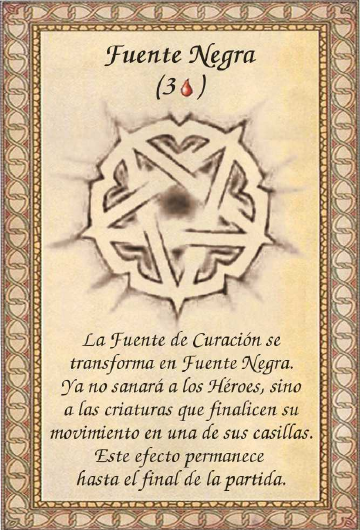 Fuente Negra
(3)
La Fuente de Curación se
transforma en Fuente Negra.
Ya no sanará a los Héroes, sino
a las criaturas que finalicen su
movimiento en una de sus casillas.
Este efecto permanece
hasta el final de la partida.